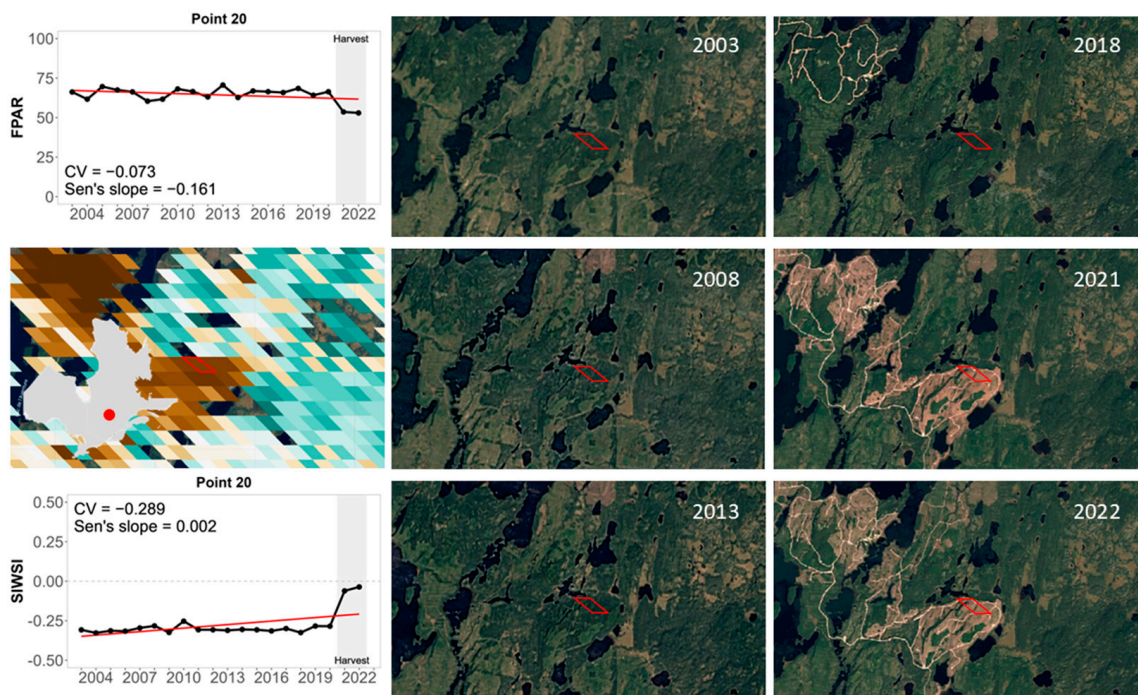 Point 20
Harvest
100
75
50
25
0
FPAR
CV = −0.073
Sen's slope = −0.161
2004 2007 2010 2013 2016 2019 2022
2003
2018
2008
2021
Point 20
0.50
0.25
0.00
-0.25
-0.50
SIWSI
CV = −0.289
Sen's slope = 0.002
Harvest
2004 2007 2010 2013 2016 2019 2022
2013
2022